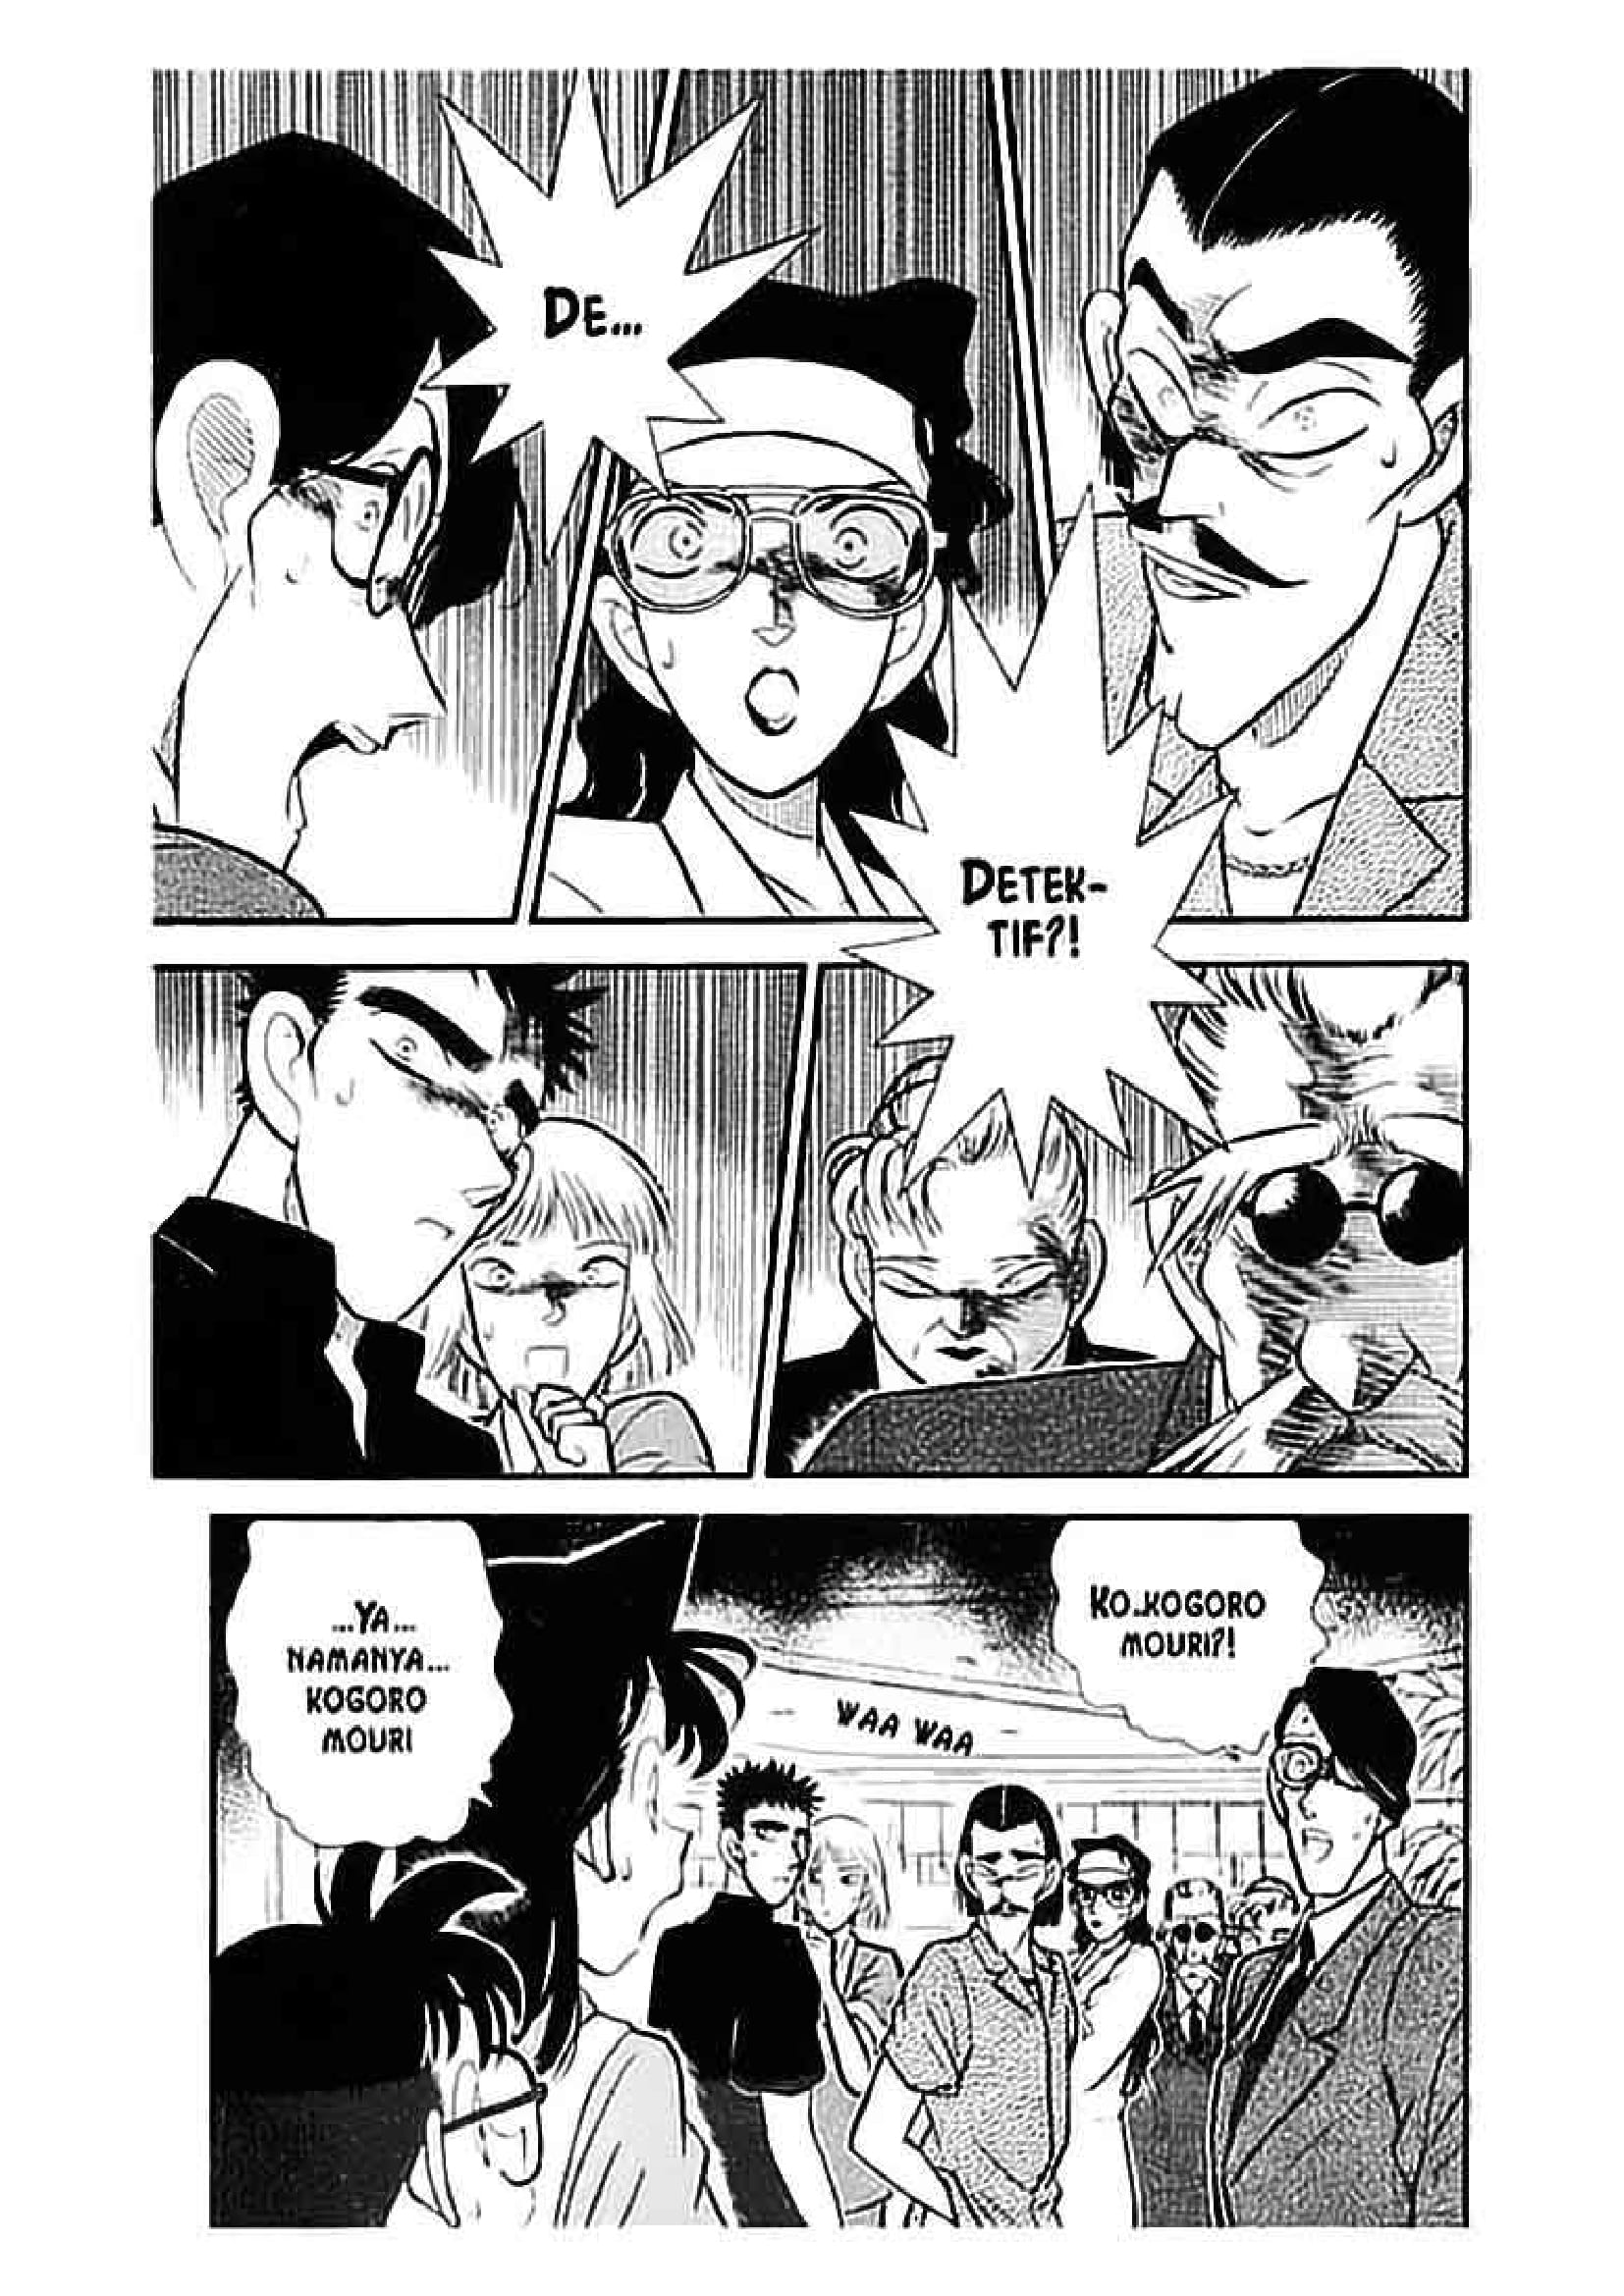 DE...
DETEK-
TIF?!
KO..KOGORO
MOURI?!
WAA WAA
...YA...
NAMANYA...
KOGORO
MOURI